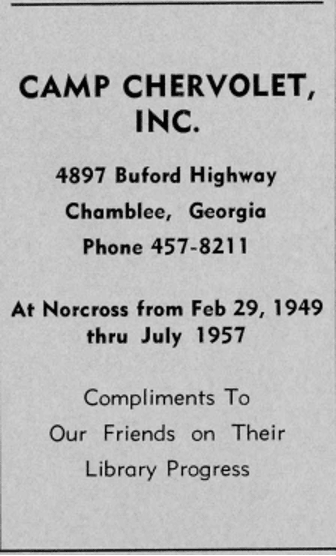 CAMP CHERVOLET,
INC.
4897 Buford Highway
Chamblee, Georgia
Phone 457-8211
At Norcross from Feb 29, 1949
thru July 1957
Compliments To
Our Friends on Their
Library Progress